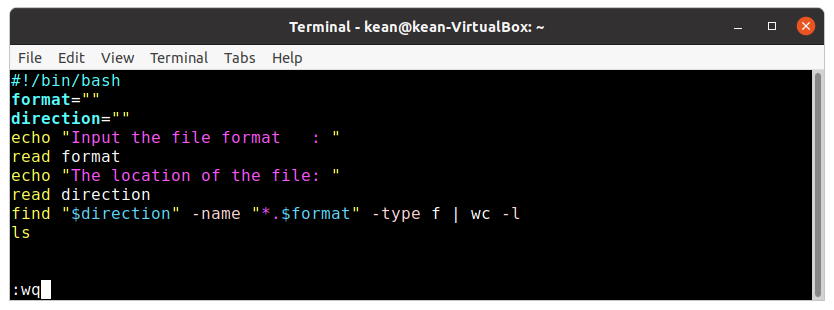 Terminal - kean@kean-VirtualBox: ~
File Edit View Terminal Tabs Help
#!/bin/bash
format=""
direction=""
echo "Input the file format   : "
read format
echo "The location of the file: "
read direction
find "$direction" -name "*.$format" -type f | wc -l
ls
:wq